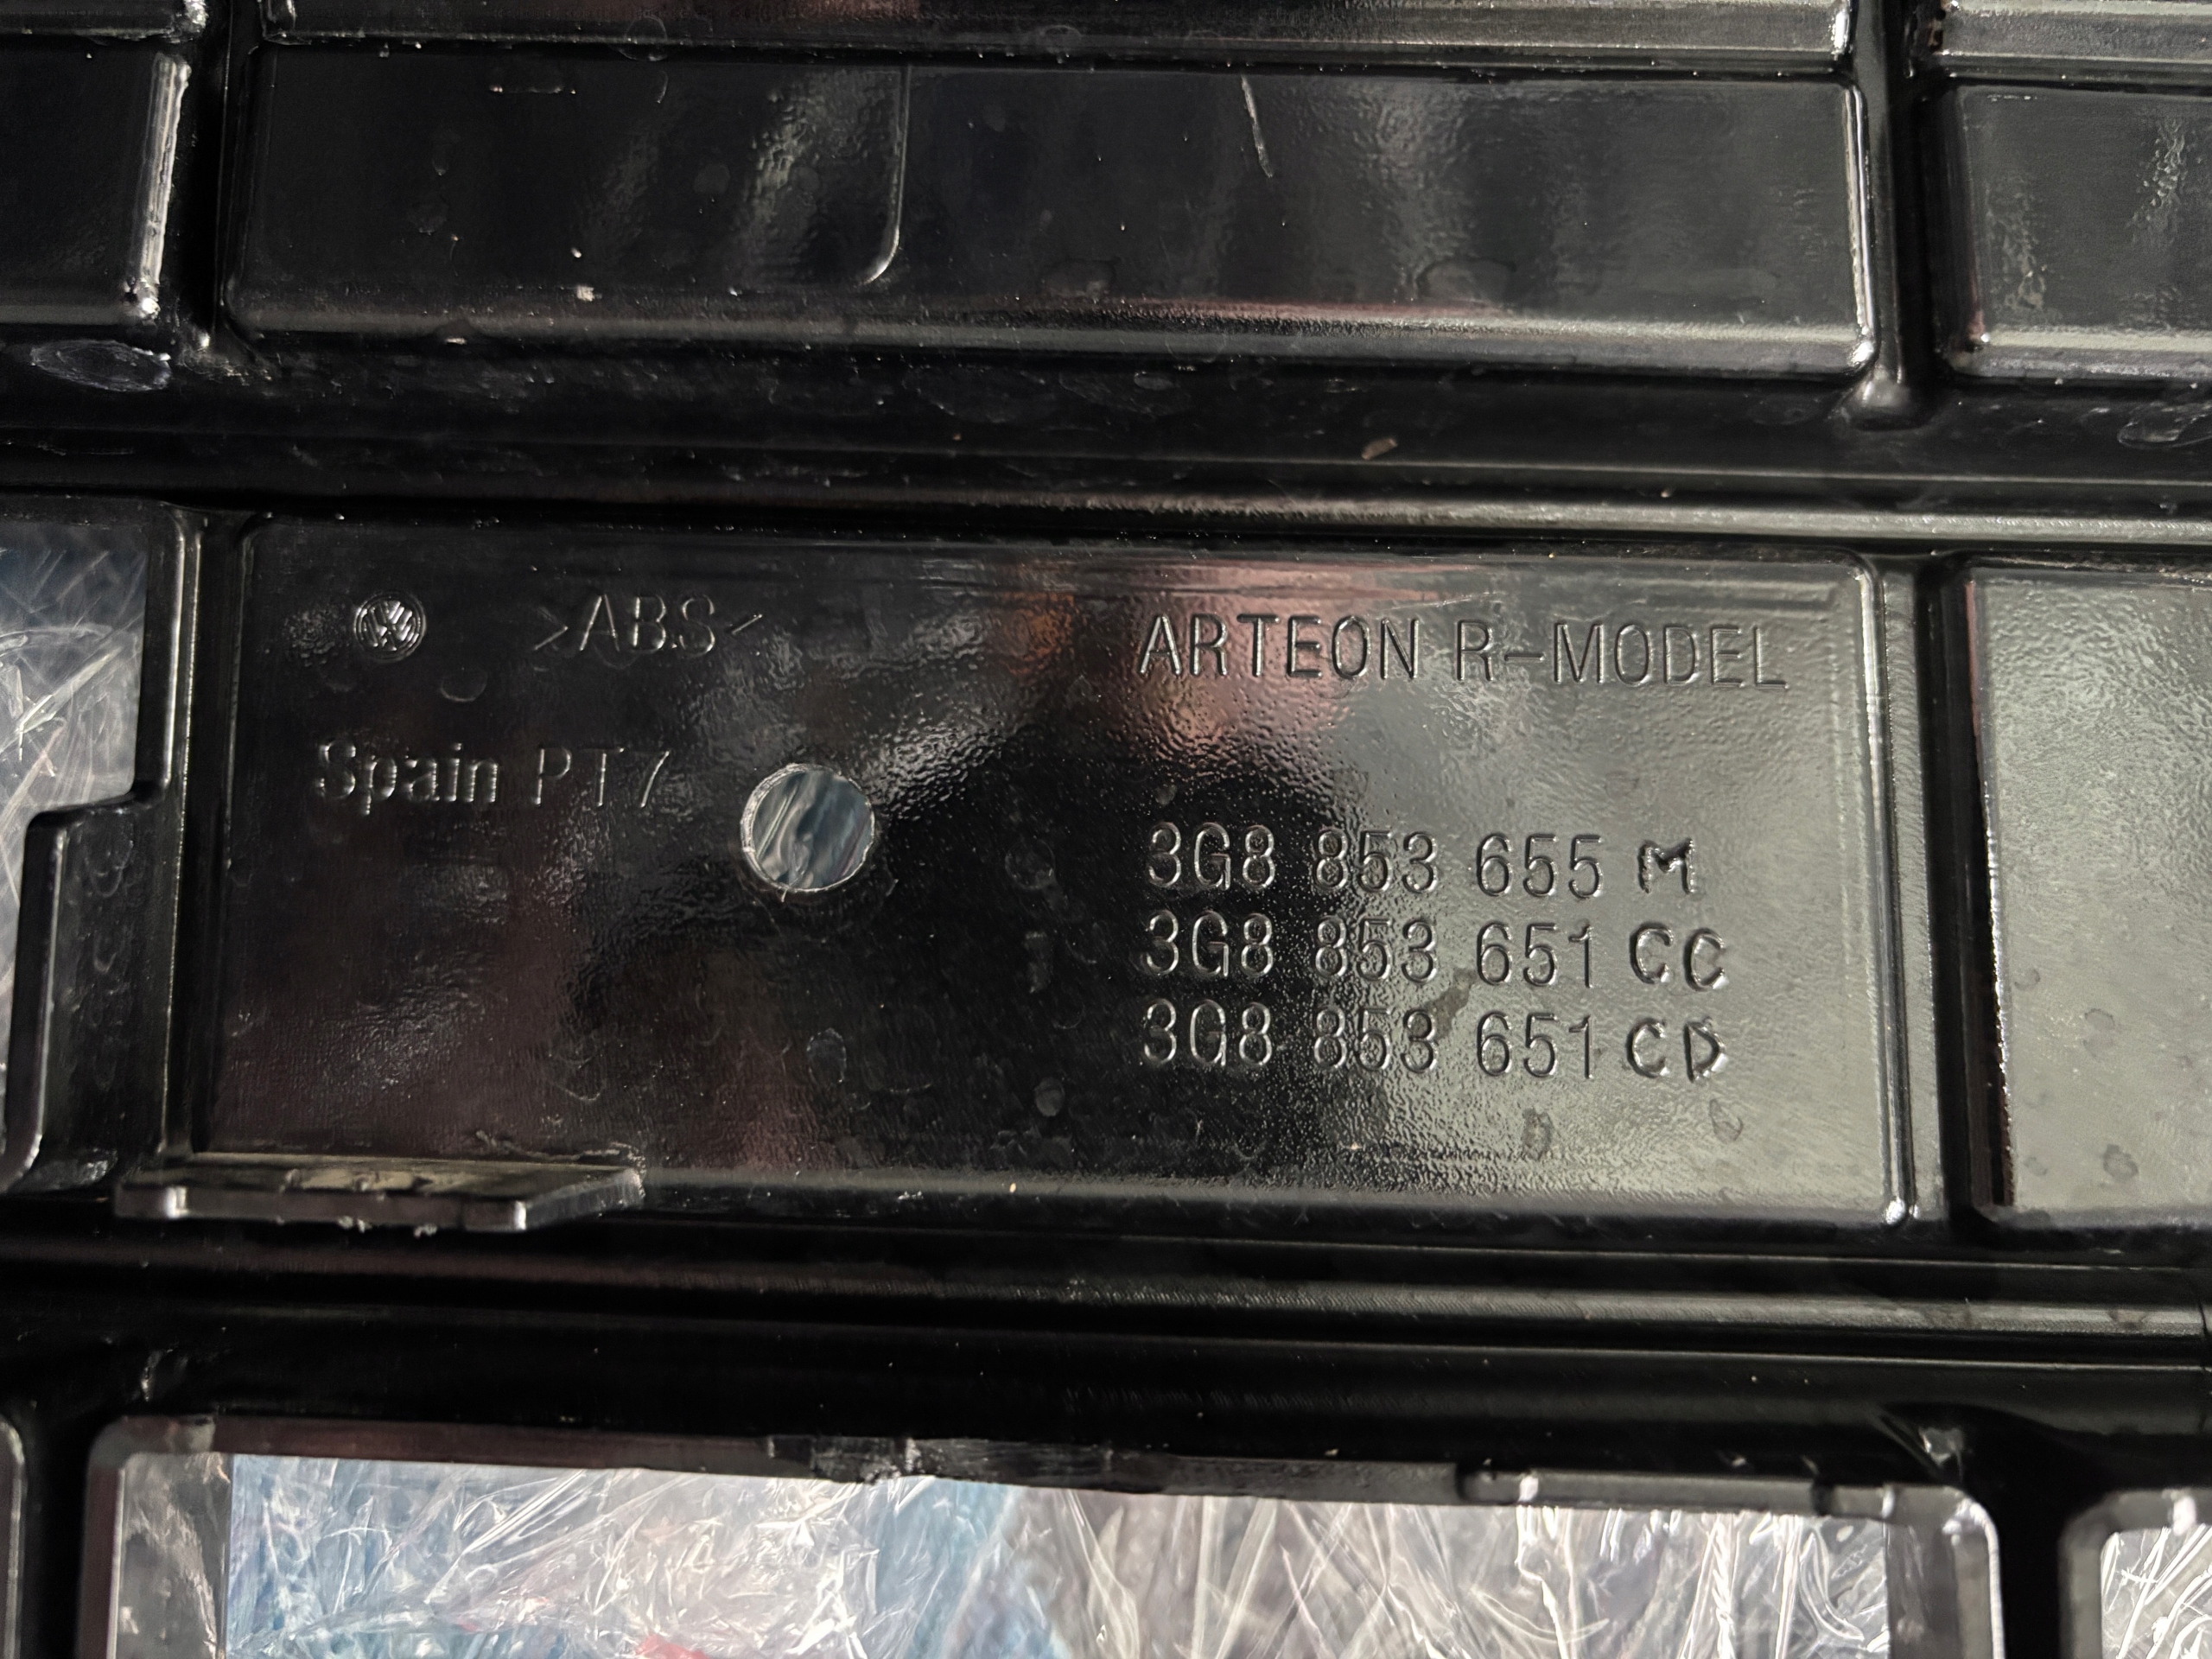 >ABS<
ARTEON R-MODEL
Spain PT7
3G8 853 655 M
3G8 853 651 CC
3G8 853 651 CD